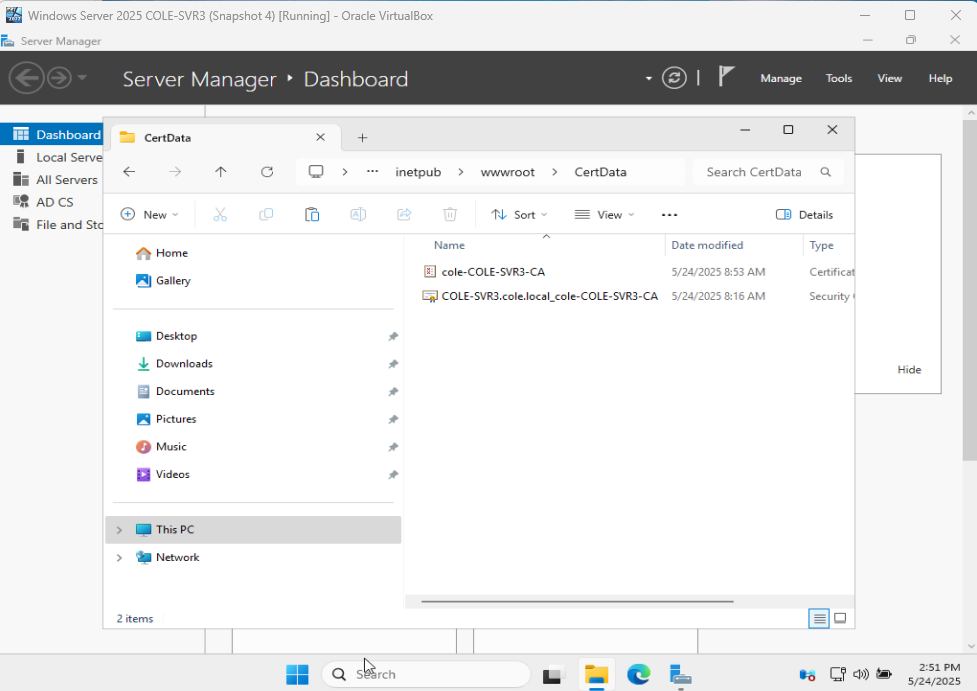 Windows Server 2025 COLE-SVR3 (Snapshot 4) [Running] - Oracle VirtualBox
Server Manager
Server Manager ‣ Dashboard
Manage Tools View Help
Dashboard
Local Serve
All Servers
AD CS
File and Sto
CertData
··· inetpub > wwwroot > CertData
Search CertData
New Sort View ··· Details
Home
Gallery
Desktop
Downloads
Documents
Pictures
Music
Videos
This PC
Network
Name Date modified Type
cole-COLE-SVR3-CA 5/24/2025 8:53 AM Certificat
COLE-SVR3.cole.local_cole-COLE-SVR3-CA 5/24/2025 8:16 AM Security
2 items
Hide
Search
2:51 PM
5/24/2025